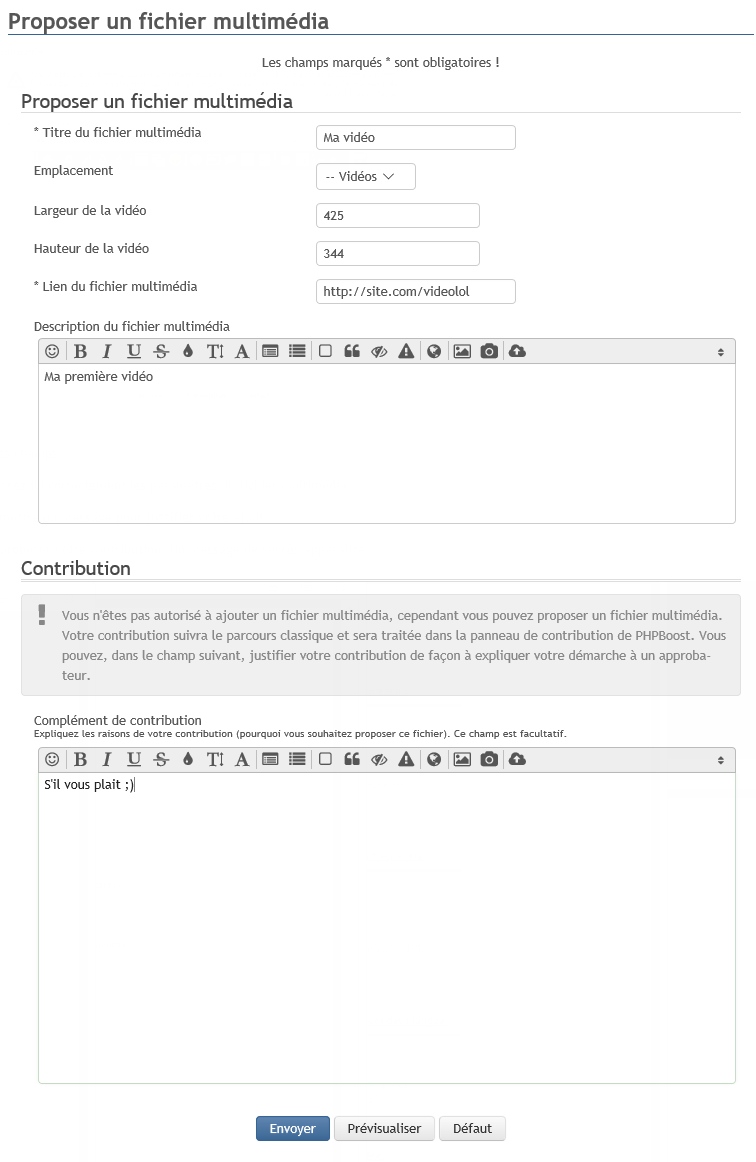 Proposer un fichier multimédia
Les champs marqués * sont obligatoires !
Proposer un fichier multimédia
* Titre du fichier multimédia
Ma vidéo
Emplacement
-- Vidéos
Largeur de la vidéo
425
Hauteur de la vidéo
344
* Lien du fichier multimédia
http://site.com/videolol
Description du fichier multimédia
B I U S T A
Ma première vidéo
Contribution
Vous n'êtes pas autorisé à ajouter un fichier multimédia, cependant vous pouvez proposer un fichier multimédia.
Votre contribution suivra le parcours classique et sera traitée dans la panneau de contribution de PHPBoost. Vous
pouvez, dans le champ suivant, justifier votre contribution de façon à expliquer votre démarche à un approba-
teur.
Complément de contribution
Expliquez les raisons de votre contribution (pourquoi vous souhaitez proposer ce fichier). Ce champ est facultatif.
B I U S T A
S'il vous plait ;)
Envoyer Prévisualiser Défaut